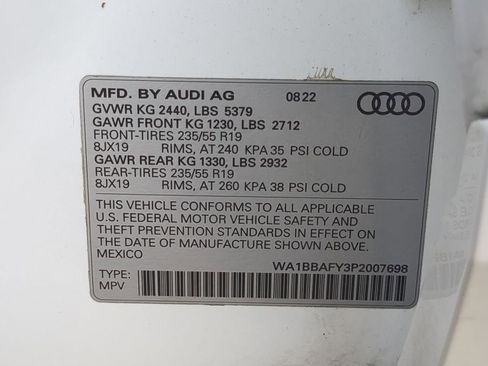 MFD. BY AUDI AG 08 22
GVWR KG 2440, LBS 5379
GAWR FRONT KG 1230, LBS 2712
FRONT-TIRES 235/55 R19
8JX19 RIMS, AT 240 KPA 35 PSI COLD
GAWR REAR KG 1330, LBS 2932
REAR-TIRES 235/55 R19
8JX19 RIMS, AT 260 KPA 38 PSI COLD
THIS VEHICLE CONFORMS TO ALL APPLICABLE
U.S. FEDERAL MOTOR VEHICLE SAFETY AND
THEFT PREVENTION STANDARDS IN EFFECT ON
THE DATE OF MANUFACTURE SHOWN ABOVE.
MEXICO
WA1BBAFY3P2007698
TYPE:
MPV